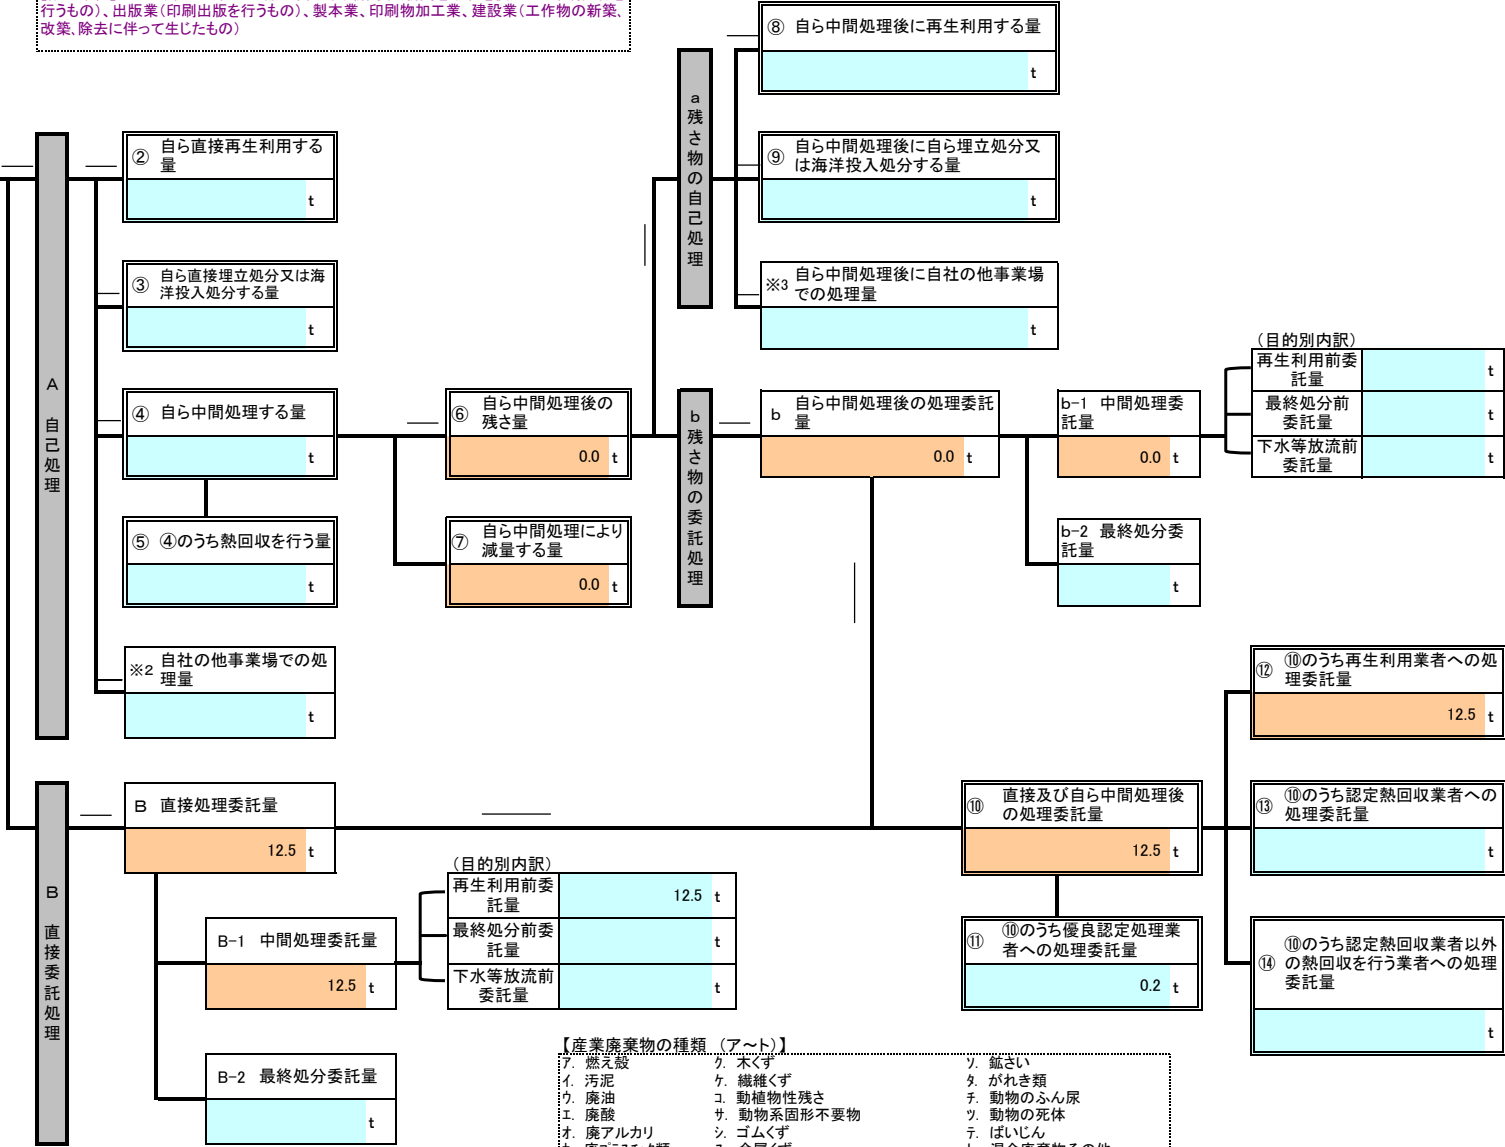 行うもの)、出版業(印刷出版を行うもの)、製本業、印刷物加工業、建設業(工作物の新築、
改築、除去に伴って生じたもの)
⑧ 自ら中間処理後に再生利用する量
t
a 残さ物の自己処理
② 自ら直接再生利用する
量
t
⑨ 自ら中間処理後に自ら埋立処分又
は海洋投入処分する量
t
③ 自ら直接埋立処分又は海
洋投入処分する量
t
※3 自ら中間処理後に自社の他事業場
での処理量
t
A 自己処理
④ 自ら中間処理する量
t
⑥ 自ら中間処理後の
残さ量
0.0 t
b 残さ物の委託処理
b 自ら中間処理後の処理委託
量
0.0 t
b-1 中間処理委
託量
0.0 t
(目的別内訳)
再生利用前委
託量
t
最終処分前
委託量
t
下水等放流前
委託量
t
⑤ ④のうち熱回収を行う量
t
⑦ 自ら中間処理により
減量する量
0.0 t
b-2 最終処分委
託量
t
※2 自社の他事業場での処
理量
t
⑫ ⑩のうち再生利用業者への処
理委託量
12.5 t
B 直接委託処理
B 直接処理委託量
12.5 t
⑩ 直接及び自ら中間処理後
の処理委託量
12.5 t
⑬ ⑩のうち認定熱回収業者への
処理委託量
t
B-1 中間処理委託量
12.5 t
(目的別内訳)
再生利用前委
託量
12.5 t
最終処分前委
託量
t
下水等放流前
委託量
t
⑪ ⑩のうち優良認定処理業
者への処理委託量
0.2 t
⑭ ⑩のうち認定熱回収業者以外
の熱回収を行う業者への処理
委託量
t
B-2 最終処分委託量
t
【産業廃棄物の種類 (ア~ト)】
ア. 燃え殻 ク. 木くず ソ. 鉱さい
イ. 汚泥 ケ. 繊維くず タ. がれき類
ウ. 廃油 コ. 動植物性残さ チ. 動物のふん尿
エ. 廃酸 サ. 動物系固形不要物 ツ. 動物の死体
オ. 廃アルカリ シ. ゴムくず テ. ばいじん